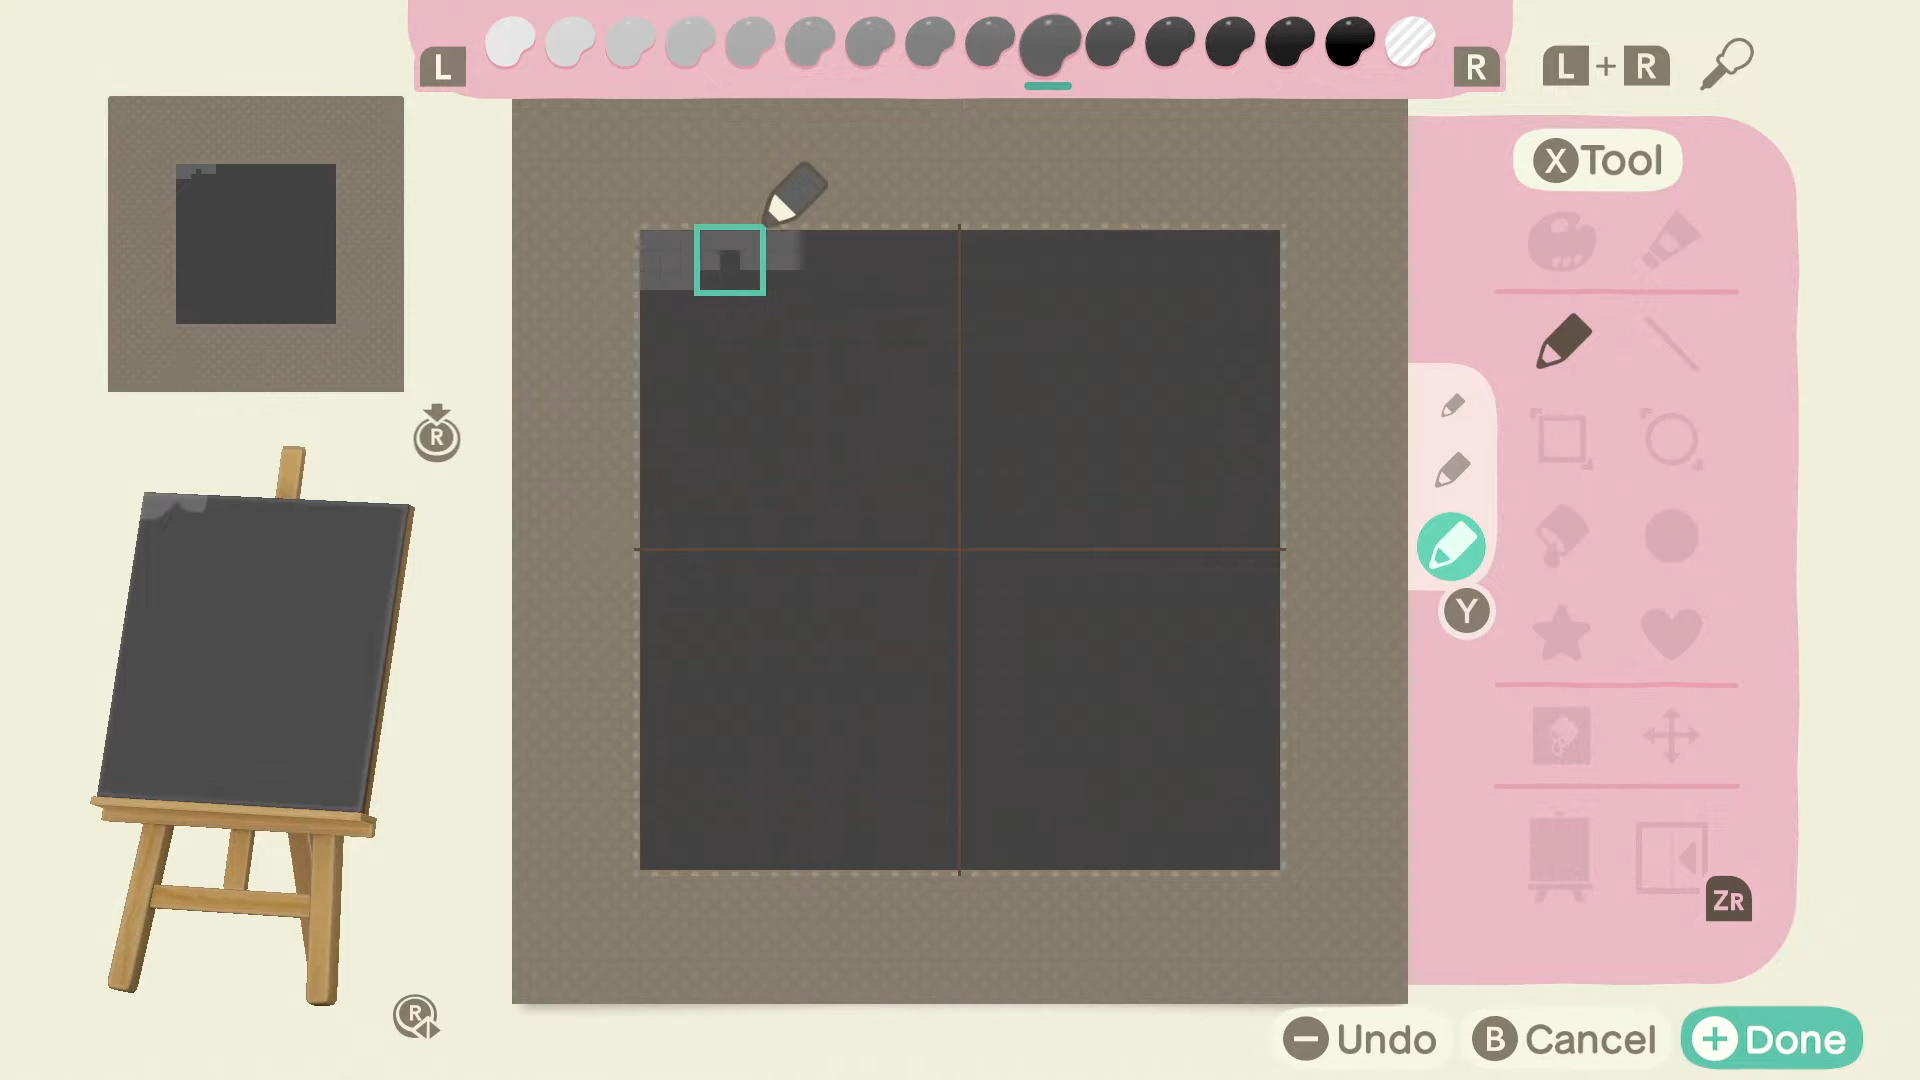 L
R
L + R
X Tool
R
Y
ZR
R
Undo
B Cancel
Done